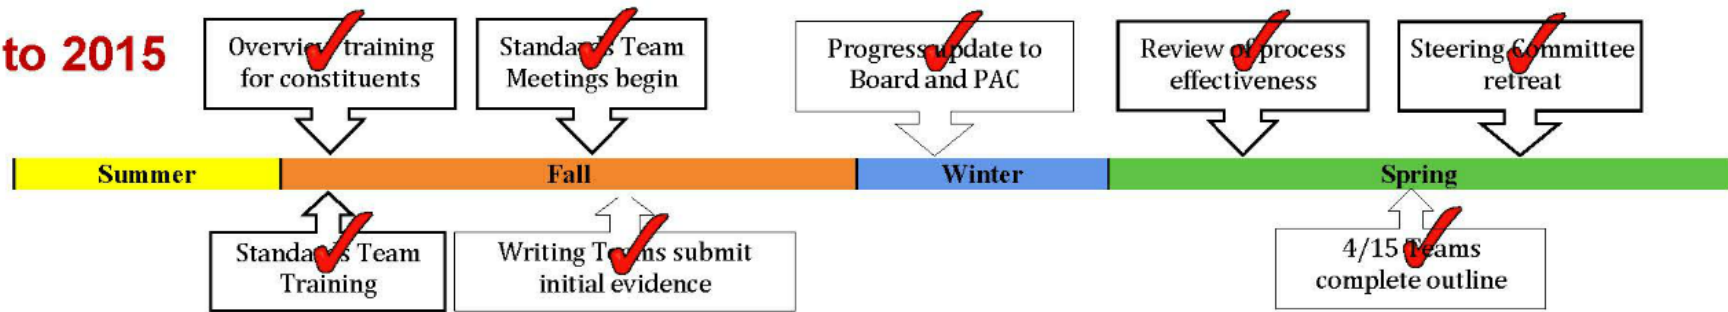 to 2015
Overview training
for constituents
Standards Team
Meetings begin
Progress update to
Board and PAC
Review of process
effectiveness
Steering Committee
retreat
Summer
Fall
Winter
Spring
Standards Team
Training
Writing Teams submit
initial evidence
4/15 Teams
complete outline